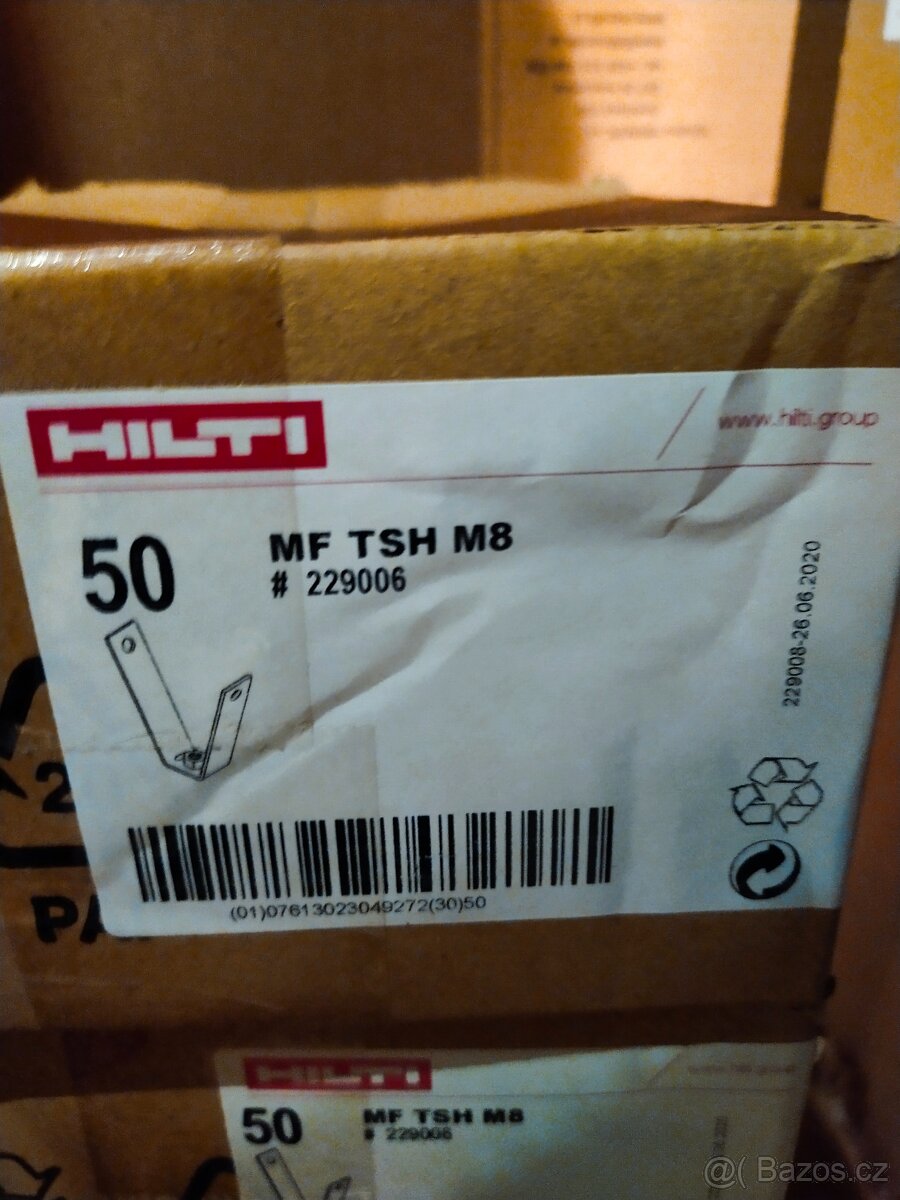 HILTI
www.hilti.group
50
MF TSH M8
# 229006
229008-26.06.2020
(01)07613023049272(30)50
2
PA
HILTI
50
MF TSH M8
# 229006
@( Bazos.cz